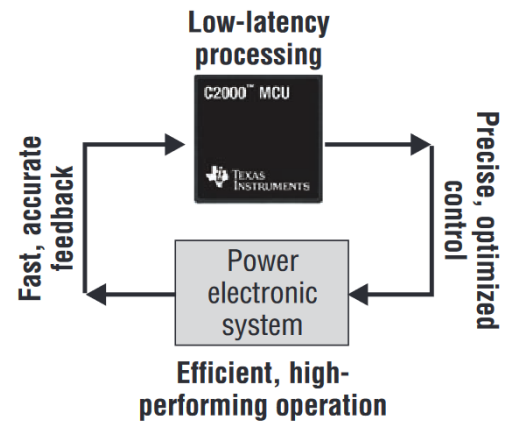 Low-latency
processing
C2000™ MCU
TEXAS
INSTRUMENTS
Fast, accurate
feedback
Precise, optimized
control
Power
electronic
system
Efficient, high-
performing operation